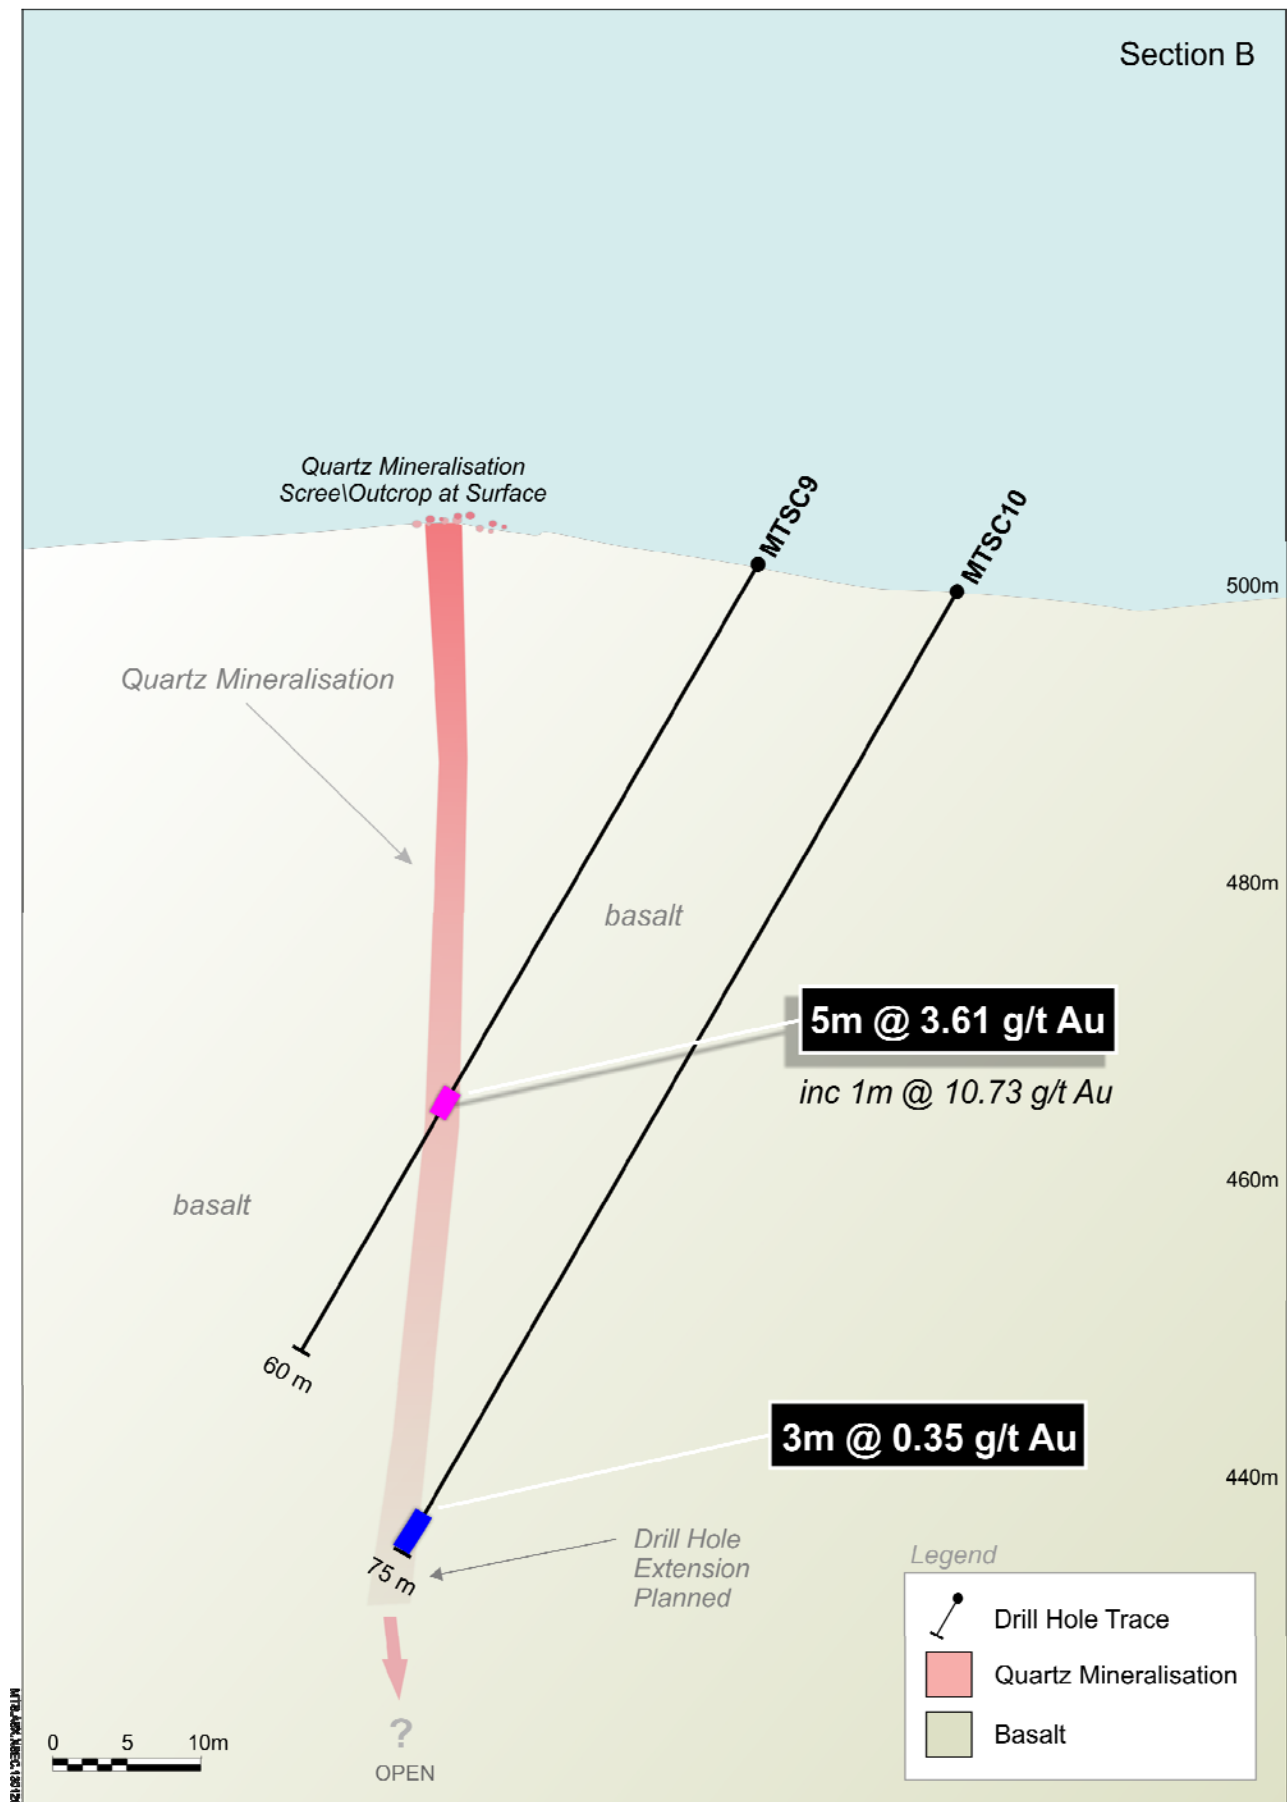 Section B
Quartz Mineralisation
Scree\Outcrop at Surface
MTSC9
MTSC10
500m
Quartz Mineralisation
480m
basalt
5m @ 3.61 g/t Au
inc 1m @ 10.73 g/t Au
460m
basalt
60 m
3m @ 0.35 g/t Au
440m
75 m
Drill Hole
Extension
Planned
Legend
Drill Hole Trace
Quartz Mineralisation
Basalt
?
OPEN
0 5 10m